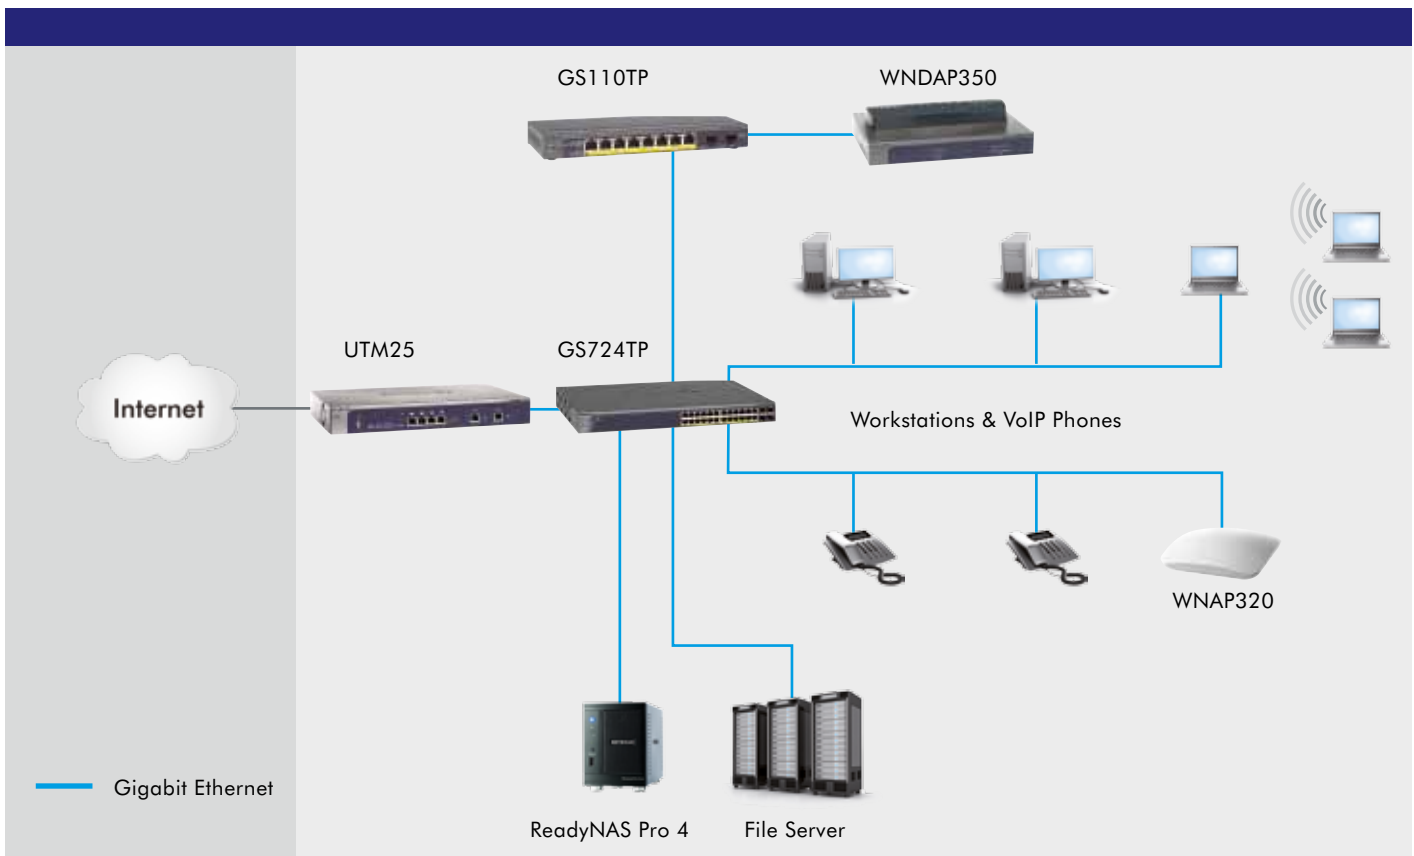 GS110TP
WNDAP350
UTM25
GS724TP
Internet
Workstations & VoIP Phones
WNAP320
Gigabit Ethernet
ReadyNAS Pro 4
File Server